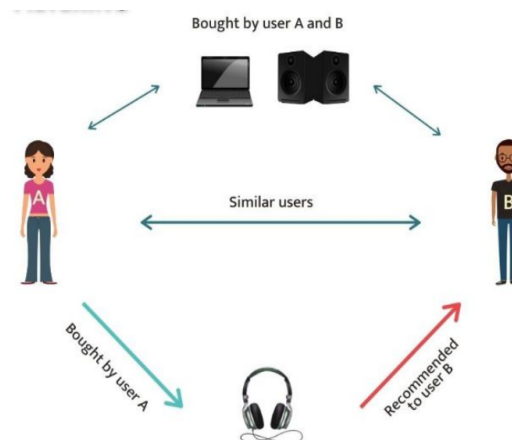 Bought by user A and B
A
Similar users
B
Bought by user A
Recommended
to user B